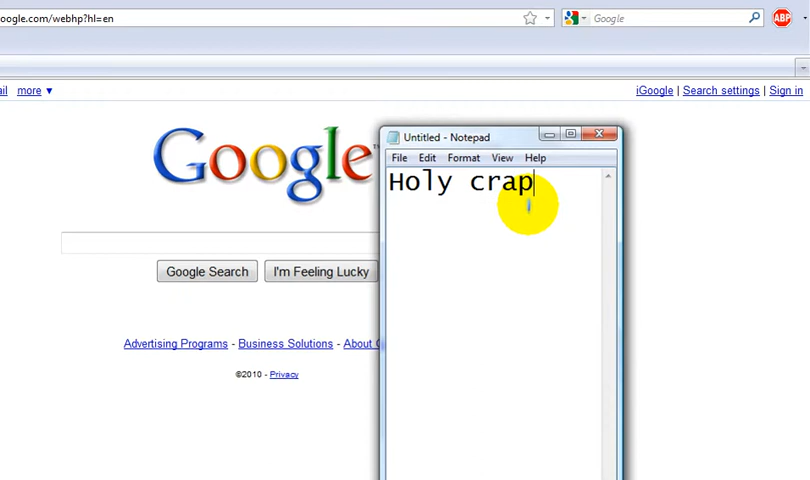 oogle.com/webhp?hl=en
Google
ABP
ail more ▼
iGoogle | Search settings | Sign in
Google™
Untitled - Notepad
File Edit Format View Help
Holy crap
Google Search I'm Feeling Lucky
Advertising Programs - Business Solutions - About G
©2010 - Privacy